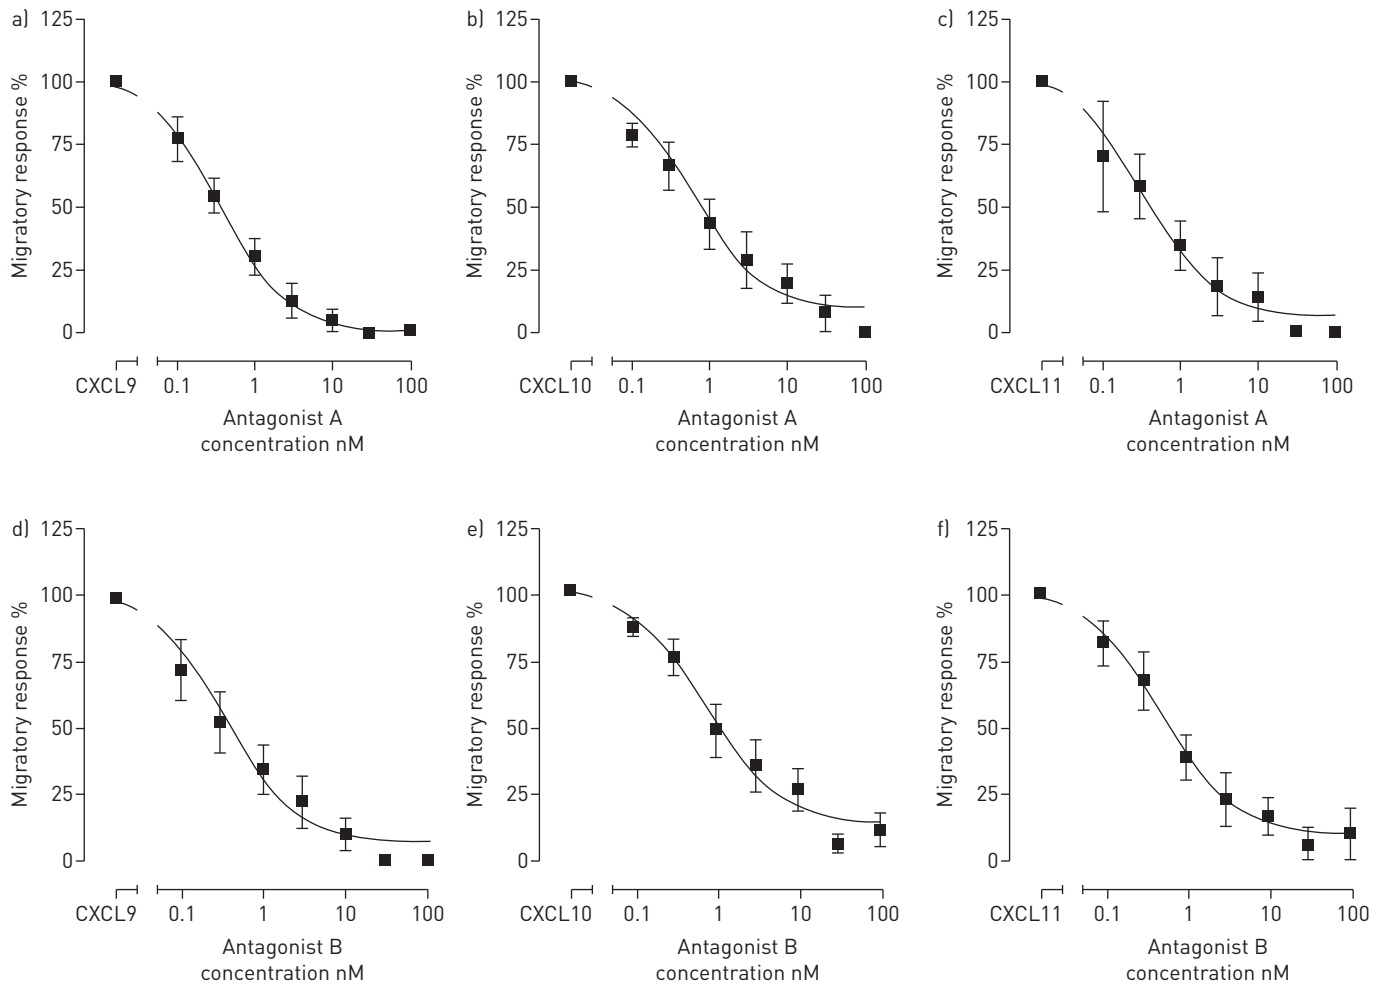 a)
125
100
75
50
25
0
Migratory response %
CXCL9 0.1 1 10 100
Antagonist A
concentration nM
b)
125
100
75
50
25
0
Migratory response %
CXCL10 0.1 1 10 100
Antagonist A
concentration nM
c)
125
100
75
50
25
0
Migratory response %
CXCL11 0.1 1 10 100
Antagonist A
concentration nM
d)
125
100
75
50
25
0
Migratory response %
CXCL9 0.1 1 10 100
Antagonist B
concentration nM
e)
125
100
75
50
25
0
Migratory response %
CXCL10 0.1 1 10 100
Antagonist B
concentration nM
f)
125
100
75
50
25
0
Migratory response %
CXCL11 0.1 1 10 100
Antagonist B
concentration nM